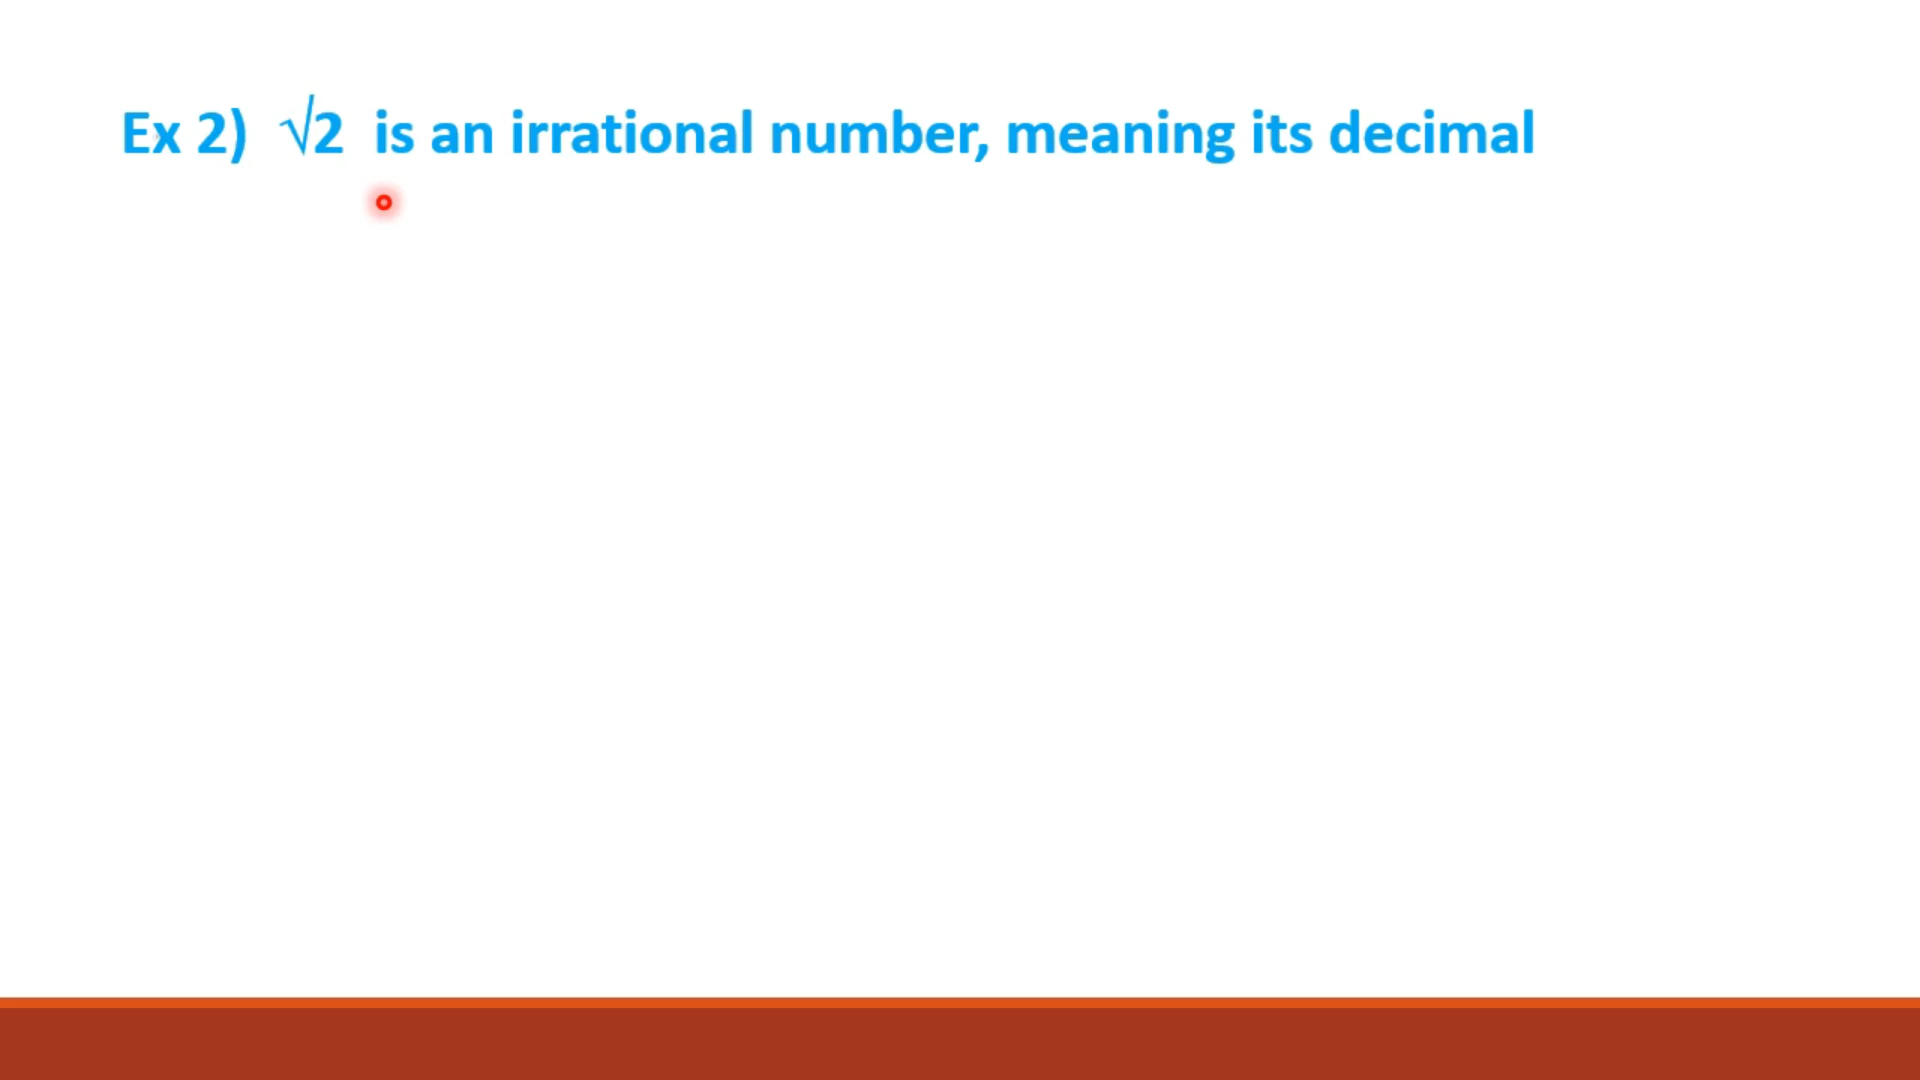 Ex 2) √2 is an irrational number, meaning its decimal